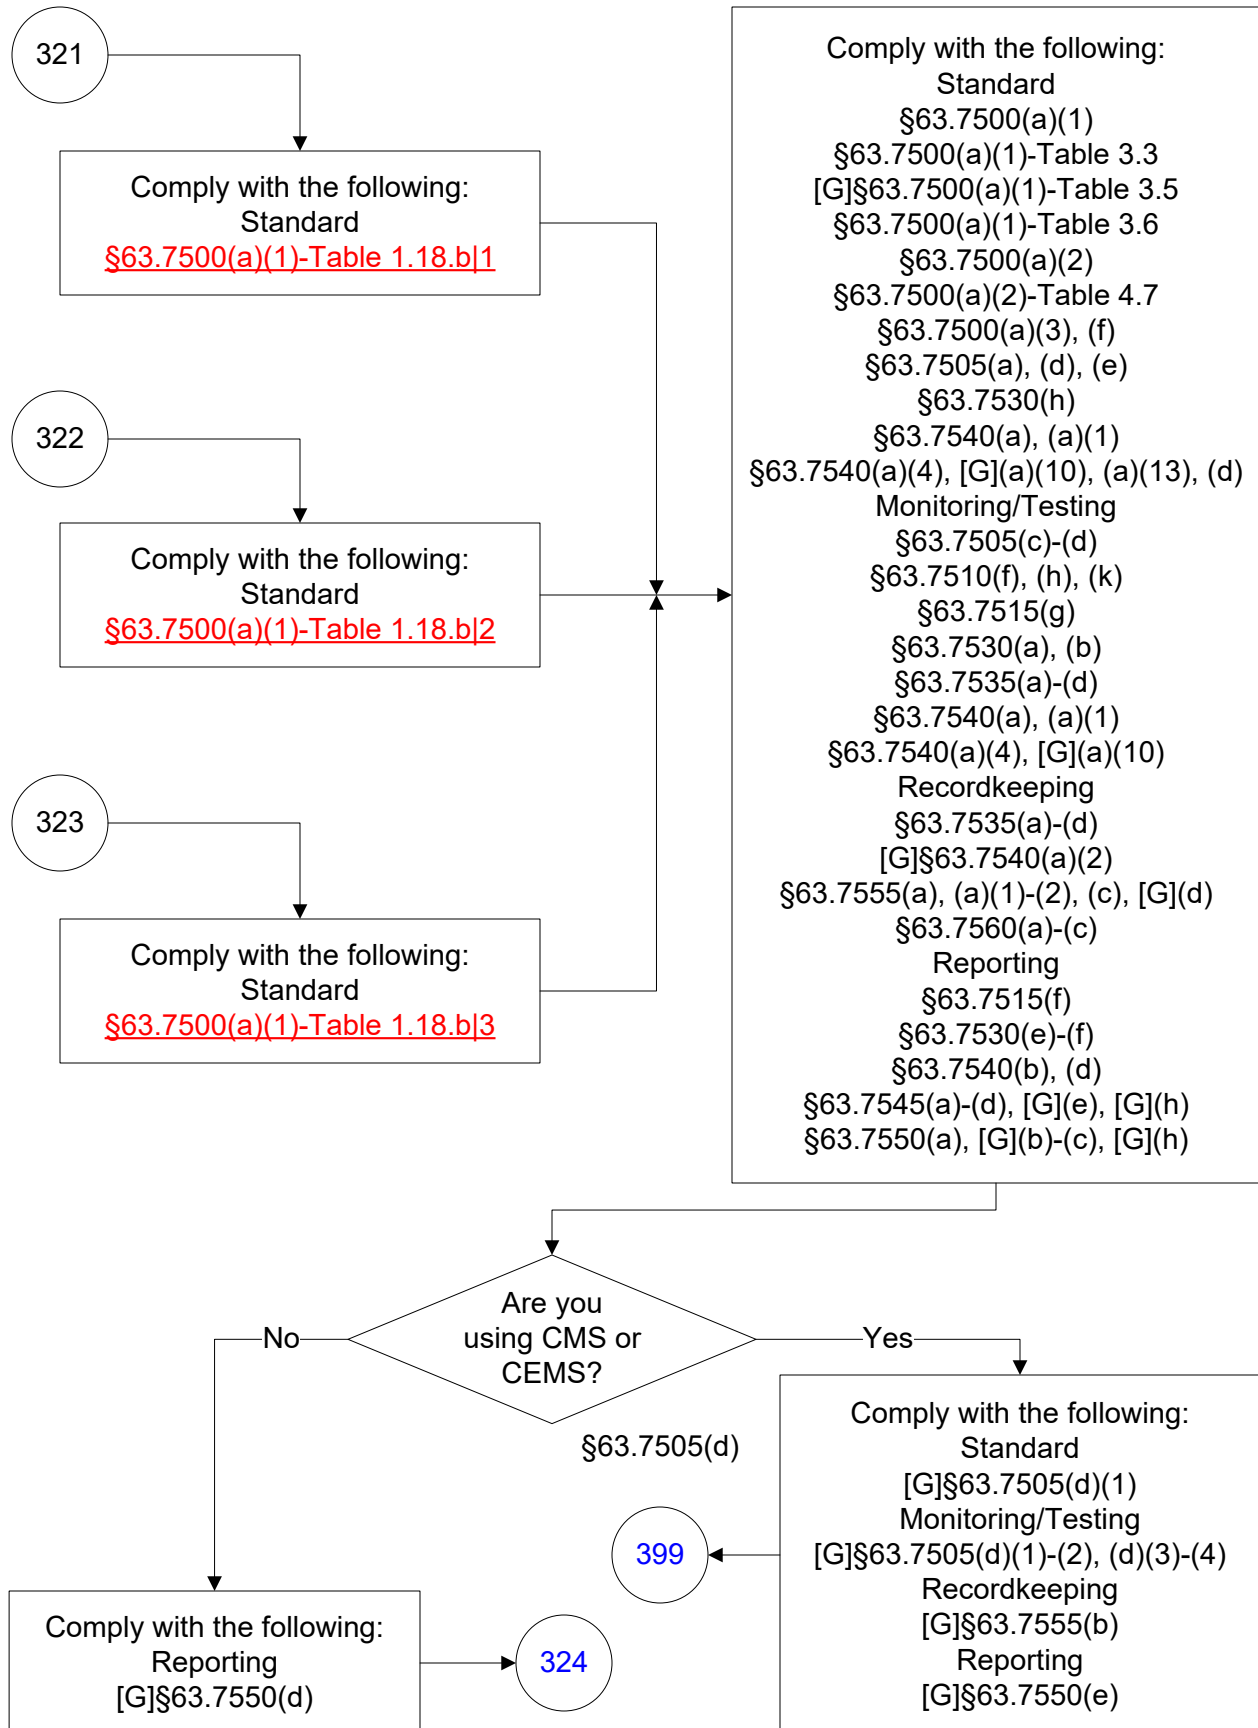 321
Comply with the following:
Standard
§63.7500(a)(1)-Table 1.18.b|1
322
Comply with the following:
Standard
§63.7500(a)(1)-Table 1.18.b|2
323
Comply with the following:
Standard
§63.7500(a)(1)-Table 1.18.b|3
Comply with the following:
Standard
§63.7500(a)(1)
§63.7500(a)(1)-Table 3.3
[G]§63.7500(a)(1)-Table 3.5
§63.7500(a)(1)-Table 3.6
§63.7500(a)(2)
§63.7500(a)(2)-Table 4.7
§63.7500(a)(3), (f)
§63.7505(a), (d), (e)
§63.7530(h)
§63.7540(a), (a)(1)
§63.7540(a)(4), [G](a)(10), (a)(13), (d)
Monitoring/Testing
§63.7505(c)-(d)
§63.7510(f), (h), (k)
§63.7515(g)
§63.7530(a), (b)
§63.7535(a)-(d)
§63.7540(a), (a)(1)
§63.7540(a)(4), [G](a)(10)
Recordkeeping
§63.7535(a)-(d)
[G]§63.7540(a)(2)
§63.7555(a), (a)(1)-(2), (c), [G](d)
§63.7560(a)-(c)
Reporting
§63.7515(f)
§63.7530(e)-(f)
§63.7540(b), (d)
§63.7545(a)-(d), [G](e), [G](h)
§63.7550(a), [G](b)-(c), [G](h)
Are you
using CMS or
CEMS?
§63.7505(d)
No
Yes
Comply with the following:
Standard
[G]§63.7505(d)(1)
Monitoring/Testing
[G]§63.7505(d)(1)-(2), (d)(3)-(4)
Recordkeeping
[G]§63.7555(b)
Reporting
[G]§63.7550(e)
399
Comply with the following:
Reporting
[G]§63.7550(d)
324